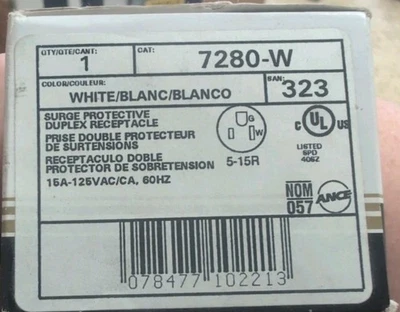 QTY/QTE/CANT:
1
CAT:
7280-W
COLOR/COULEUR:
WHITE/BLANC/BLANCO
SAN:
323
SURGE PROTECTIVE
DUPLEX RECEPTACLE
PRISE DOUBLE PROTECTEUR
DE SURTENSIONS
RECEPTACULO DOBLE
PROTECTOR DE SOBRETENSION
15A-125VAC/CA, 60HZ
G
W
5-15R
C UL US
LISTED
SPD
NOM
057
ANCE
078477 102213